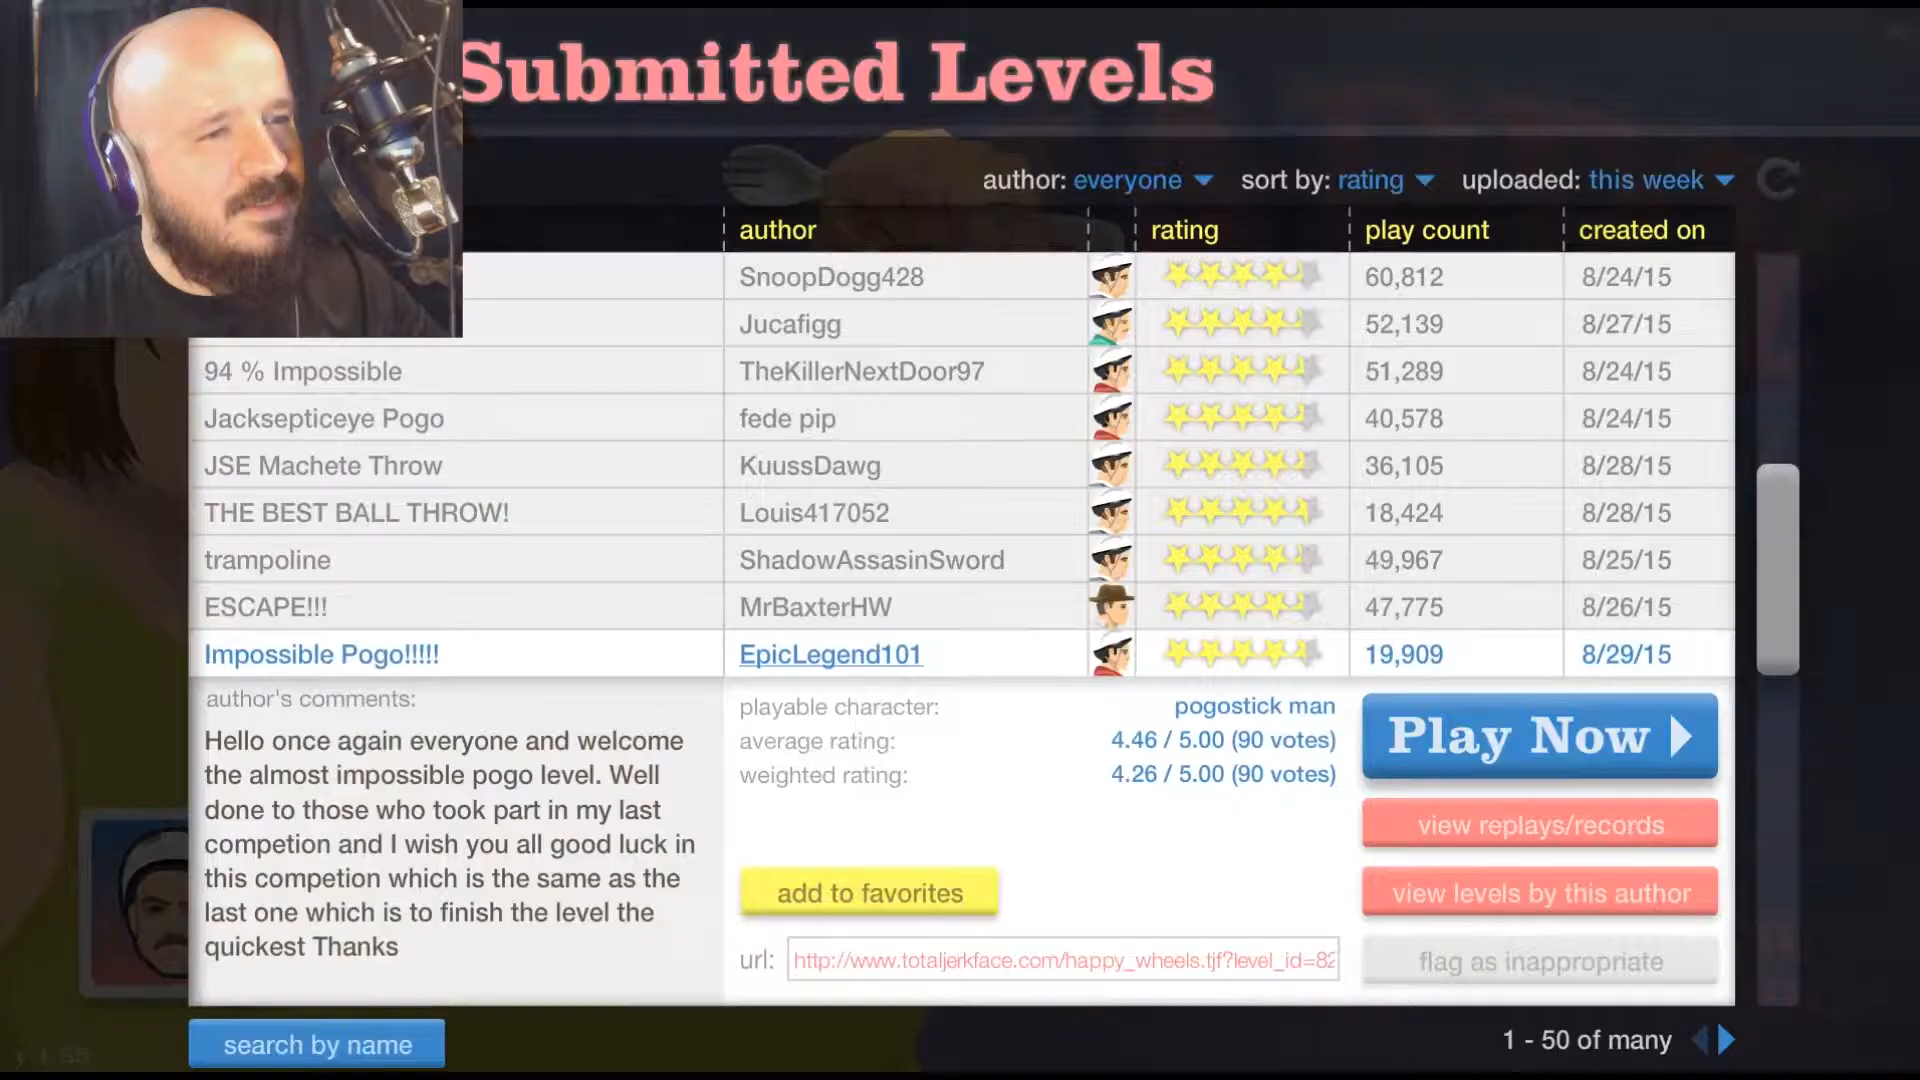 Submitted Levels
author: everyone sort by: rating uploaded: this week
author rating play count created on
SnoopDogg428 60,812 8/24/15
Jucafigg 52,139 8/27/15
94 % Impossible TheKillerNextDoor97 51,289 8/24/15
Jacksepticeye Pogo fede pip 40,578 8/24/15
JSE Machete Throw KuussDawg 36,105 8/28/15
THE BEST BALL THROW! Louis417052 18,424 8/28/15
trampoline ShadowAssasinSword 49,967 8/25/15
ESCAPE!!! MrBaxterHW 47,775 8/26/15
Impossible Pogo!!!!! EpicLegend101 19,909 8/29/15
author's comments:
Hello once again everyone and welcome
the almost impossible pogo level. Well
done to those who took part in my last
competion and I wish you all good luck in
this competion which is the same as the
last one which is to finish the level the
quickest Thanks
playable character: pogostick man
average rating: 4.46 / 5.00 (90 votes)
weighted rating: 4.26 / 5.00 (90 votes)
add to favorites
url: http://www.totaljerkface.com/happy_wheels.tjf?level_id=82
Play Now
view replays/records
view levels by this author
flag as inappropriate
search by name
1 - 50 of many